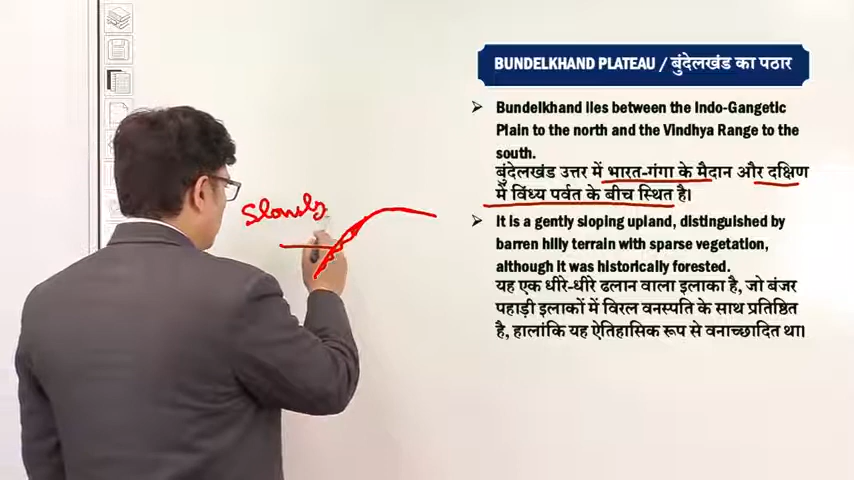 BUNDELKHAND PLATEAU / बुंदेलखंड का पठार
Bundelkhand lies between the Indo-Gangetic
Plain to the north and the Vindhya Range to the
south.
बुंदेलखंड उत्तर में भारत-गंगा के मैदान और दक्षिण
में विंध्य पर्वत के बीच स्थित है।
It is a gently sloping upland, distinguished by
barren hilly terrain with sparse vegetation,
although it was historically forested.
यह एक धीरे-धीरे ढलान वाला इलाका है, जो बंजर
पहाड़ी इलाकों में विरल वनस्पति के साथ प्रतिष्ठित
है, हालांकि यह ऐतिहासिक रूप से वनाच्छादित था।
Slowly